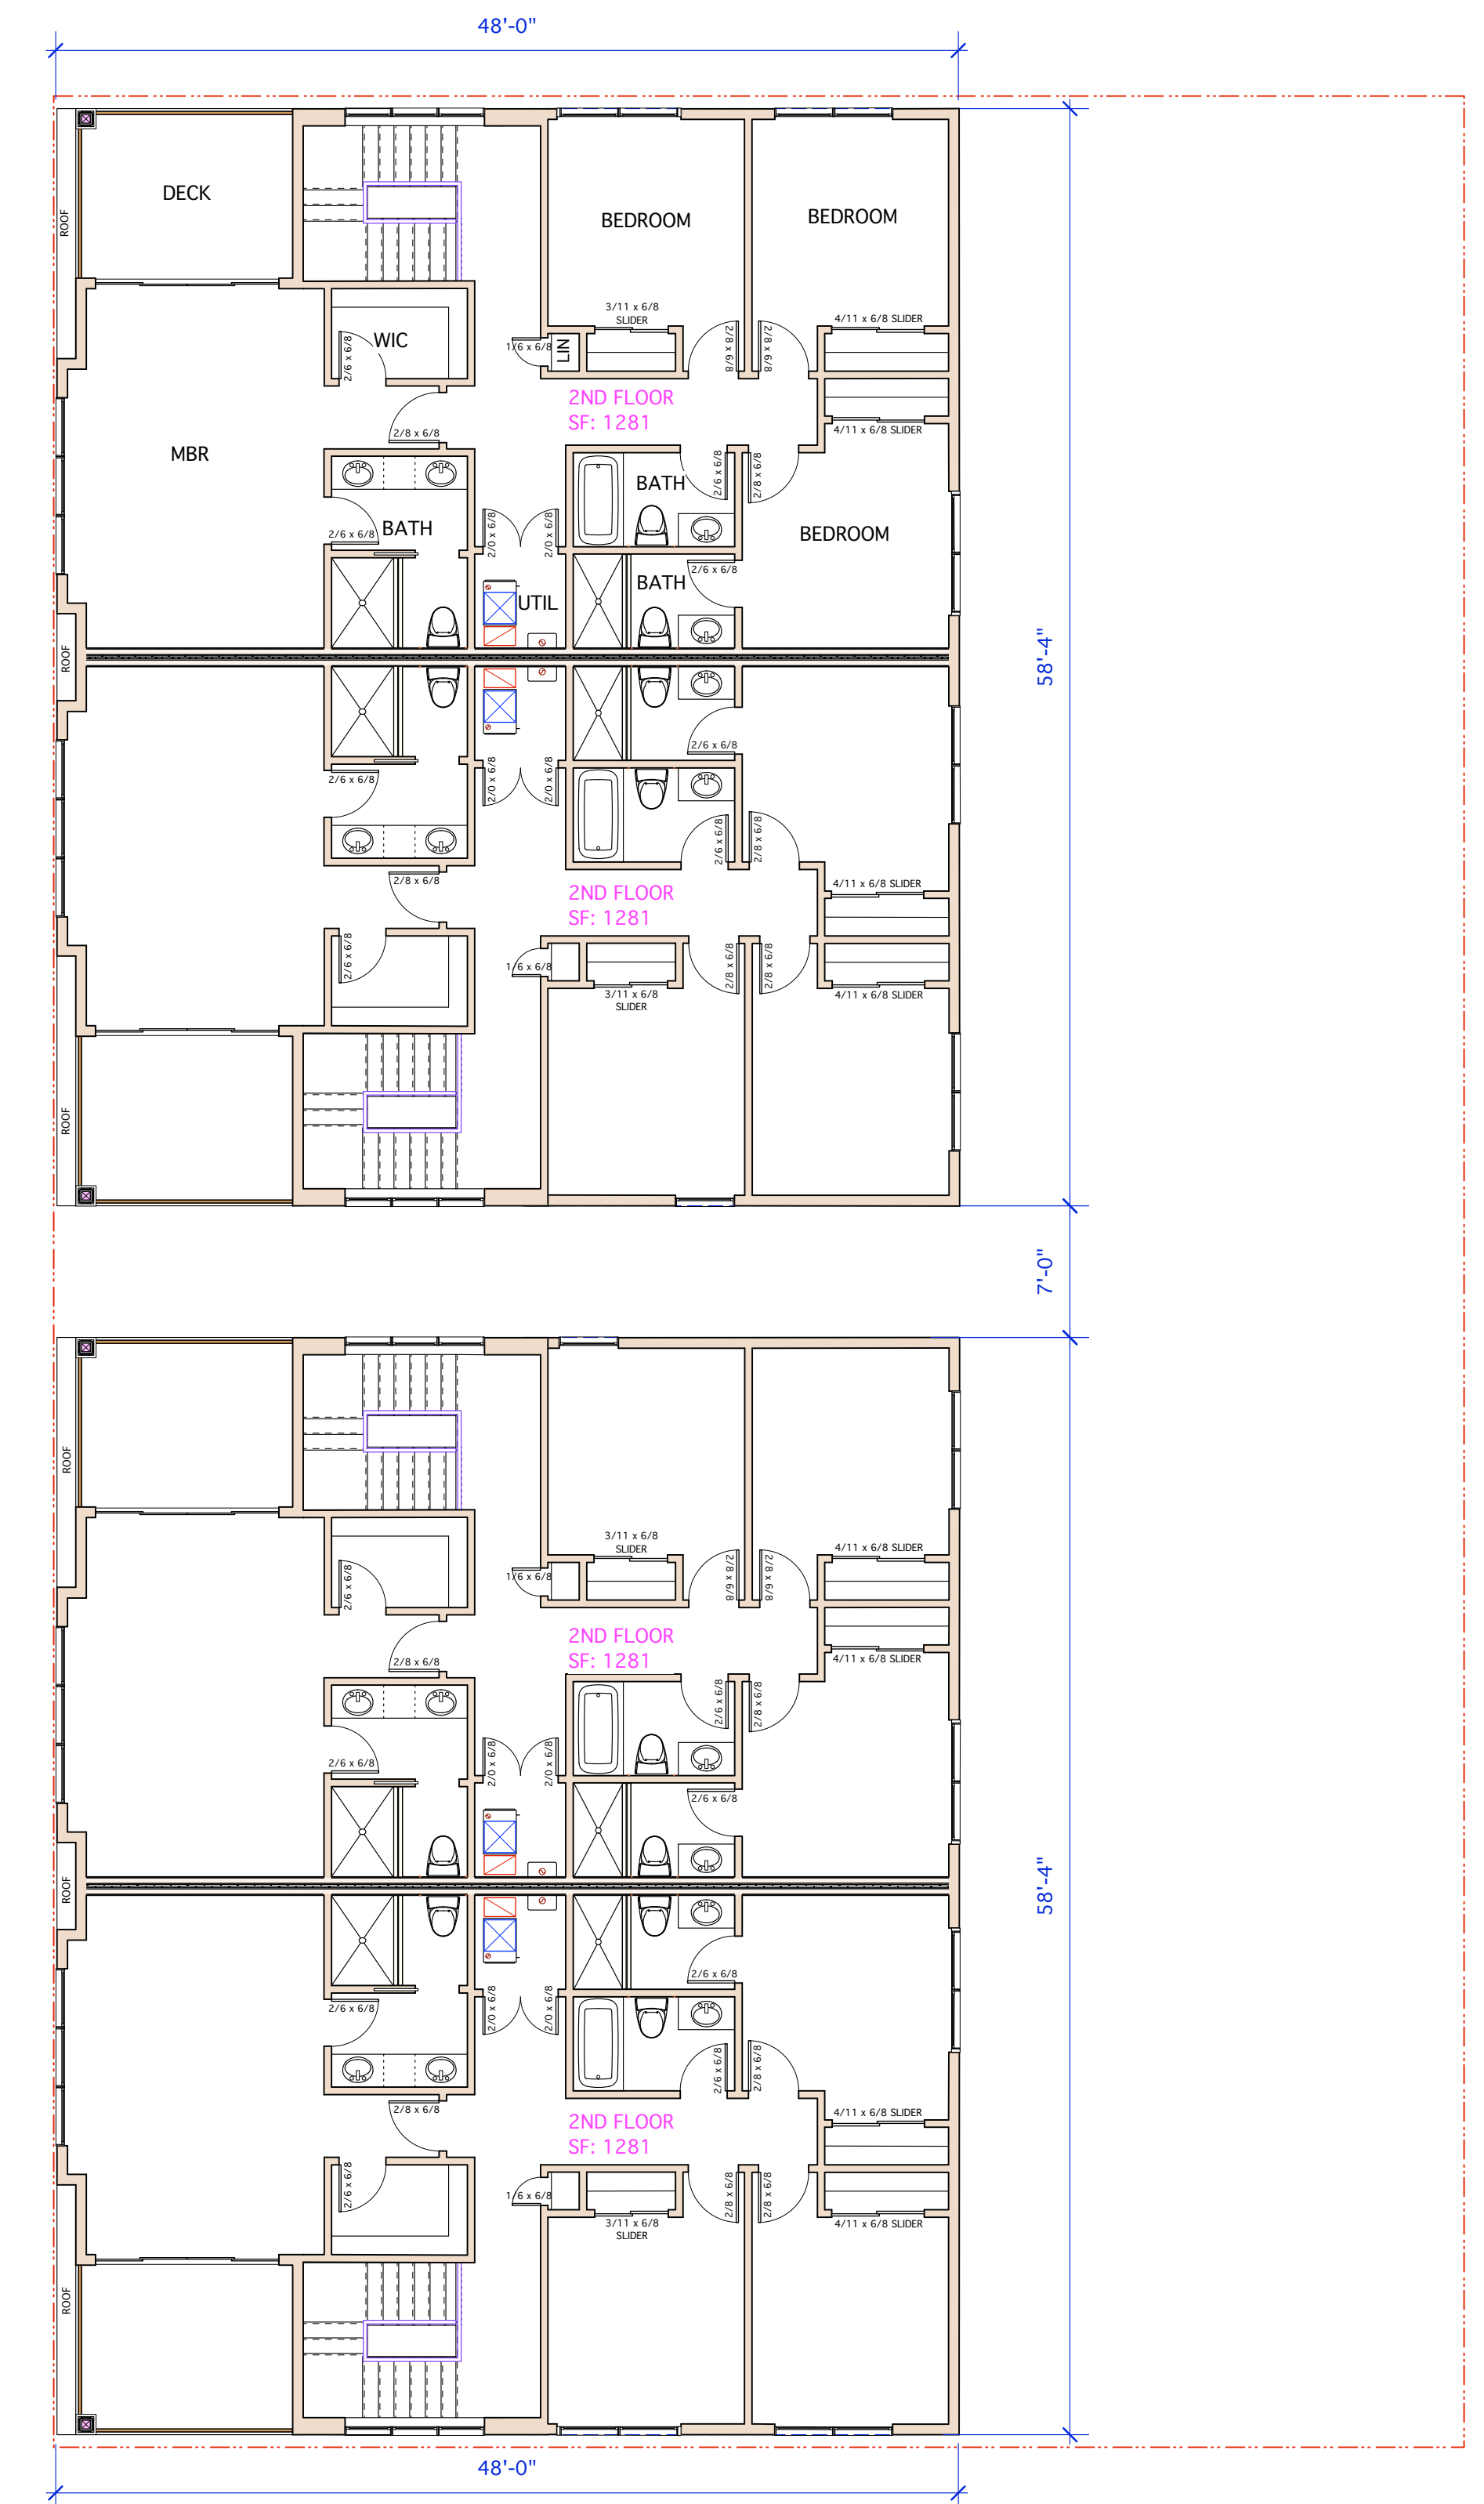 48'-0"
DECK
ROOF
BEDROOM
BEDROOM
3/11 x 6/8
SLIDER
4/11 x 6/8 SLIDER
2/8 x 6/8
2/8 x 6/8
WIC
2/6 x 6/8
1/6 x 6/8
LIN
2ND FLOOR
SF: 1281
4/11 x 6/8 SLIDER
2/8 x 6/8
MBR
BATH
2/6 x 6/8
2/8 x 6/8
2/6 x 6/8
BATH
2/0 x 6/8
2/0 x 6/8
BEDROOM
2/6 x 6/8
BATH
UTIL
ROOF
58'-4"
2/6 x 6/8
2/6 x 6/8
2/0 x 6/8
2/0 x 6/8
2/6 x 6/8
2/8 x 6/8
2/8 x 6/8
4/11 x 6/8 SLIDER
2ND FLOOR
SF: 1281
2/6 x 6/8
1/6 x 6/8
2/8 x 6/8
2/8 x 6/8
3/11 x 6/8
SLIDER
4/11 x 6/8 SLIDER
ROOF
7'-0"
ROOF
3/11 x 6/8
SLIDER
4/11 x 6/8 SLIDER
2/8 x 6/8
2/8 x 6/8
2/6 x 6/8
1/6 x 6/8
2ND FLOOR
SF: 1281
4/11 x 6/8 SLIDER
2/8 x 6/8
2/6 x 6/8
2/8 x 6/8
2/6 x 6/8
2/0 x 6/8
2/0 x 6/8
2/6 x 6/8
ROOF
58'-4"
2/6 x 6/8
2/6 x 6/8
2/0 x 6/8
2/0 x 6/8
2/6 x 6/8
2/8 x 6/8
2/8 x 6/8
4/11 x 6/8 SLIDER
2ND FLOOR
SF: 1281
2/6 x 6/8
1/6 x 6/8
2/8 x 6/8
2/8 x 6/8
3/11 x 6/8
SLIDER
4/11 x 6/8 SLIDER
ROOF
48'-0"